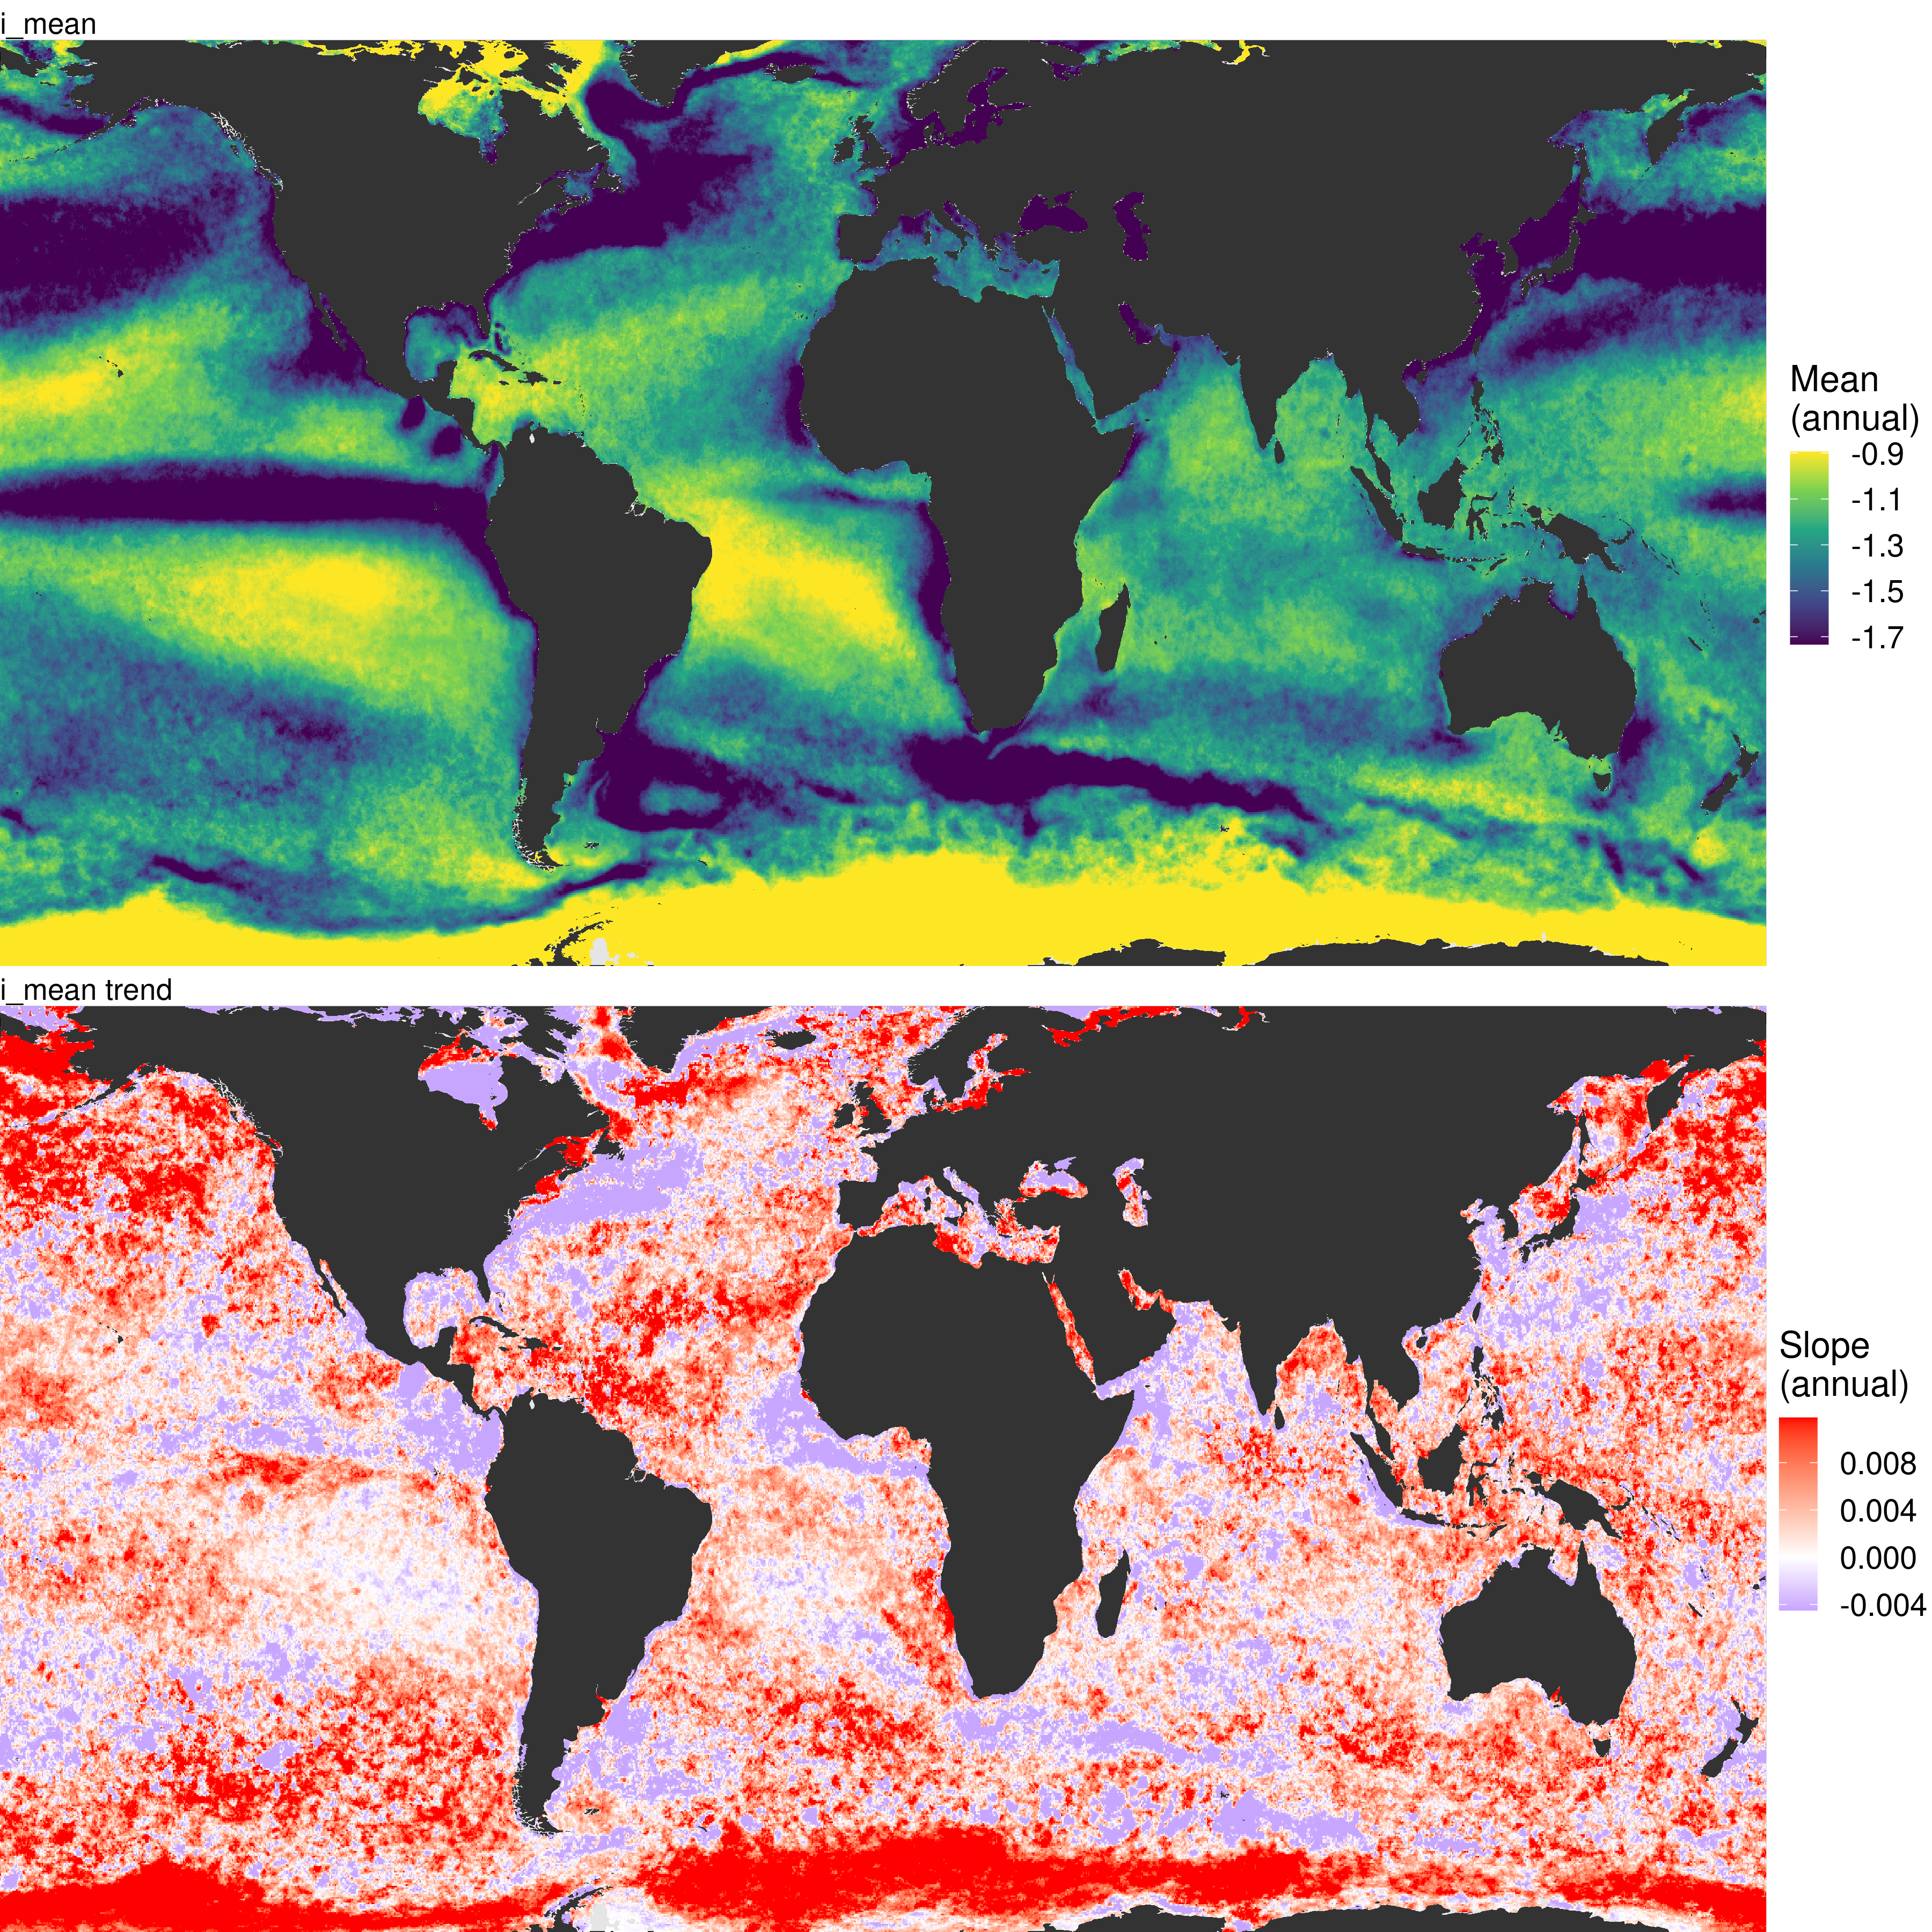 i_mean
Mean
(annual)
-0.9
-1.1
-1.3
-1.5
-1.7
i_mean trend
Slope
(annual)
0.008
0.004
0.000
-0.004